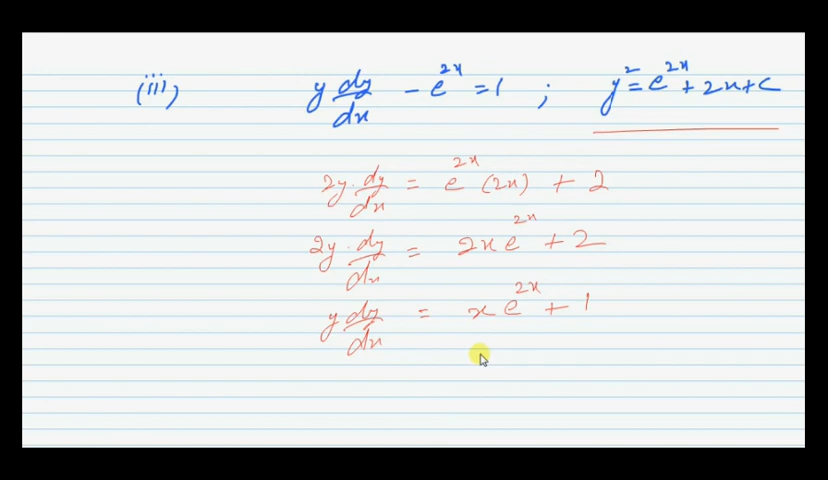 (iii) y dy/dx - e^2x = 1 ; y^2 = e^2x + 2x + c
2y. dy/dx = e^2x (2x) + 2
2y. dy/dx = 2x e^2x + 2
y dy/dx = x e^2x + 1